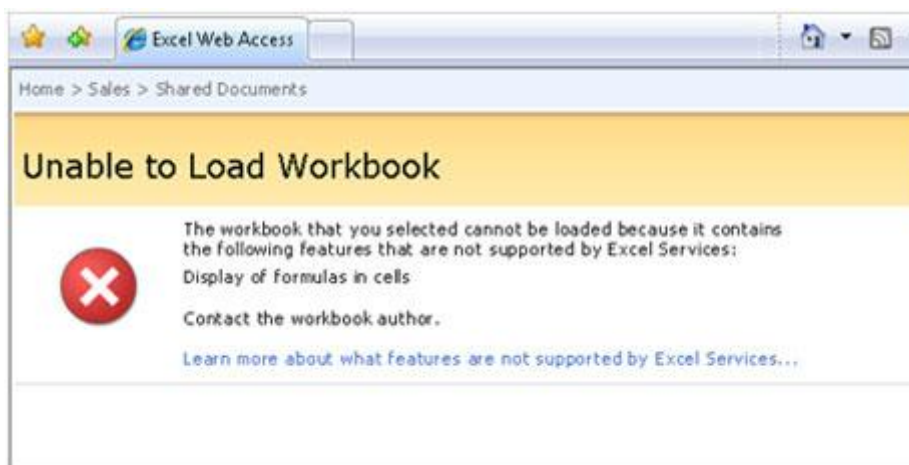 Excel Web Access
Home > Sales > Shared Documents
Unable to Load Workbook
The workbook that you selected cannot be loaded because it contains
the following features that are not supported by Excel Services:
Display of formulas in cells
Contact the workbook author.
Learn more about what features are not supported by Excel Services...